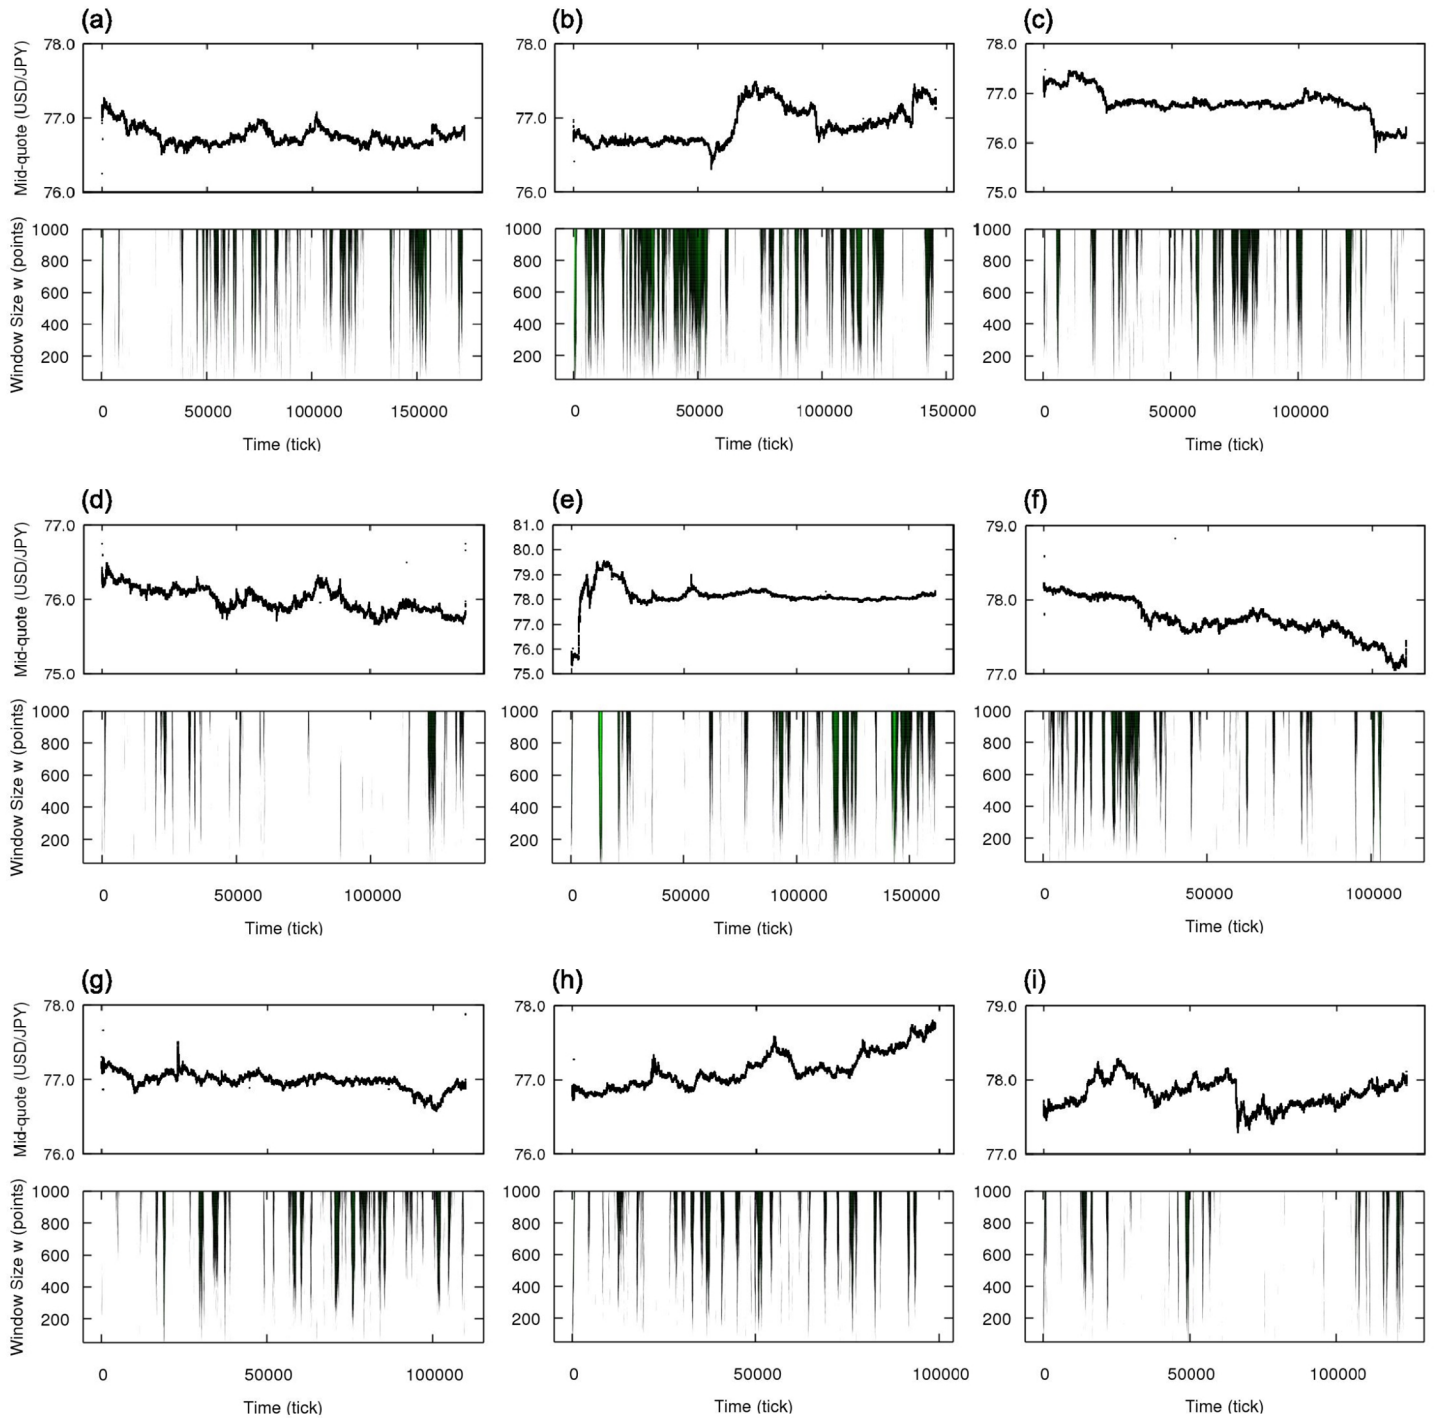 (a) (b) (c)
Mid-quote (USD/JPY)
78.0 78.0 78.0
77.0 77.0 77.0
76.0
76.0 76.0 75.0
Window Size w (points)
1000 1000 1000
800 800 800
600 600 600
400 400 400
200 200 200
0 50000 100000 150000 0 50000 100000 150000 0 50000 100000
Time (tick) Time (tick) Time (tick)
(d) (e) (f)
Mid-quote (USD/JPY)
77.0 81.0 79.0
80.0
76.0 79.0 78.0
78.0
77.0
76.0
75.0 75.0 77.0
Window Size w (points)
1000 1000 1000
800 800 800
600 600 600
400 400 400
200 200 200
0 50000 100000 0 50000 100000 150000 0 50000 100000
Time (tick) Time (tick) Time (tick)
(g) (h) (i)
Mid-quote (USD/JPY)
78.0 78.0 79.0
77.0 77.0 78.0
76.0 76.0 77.0
Window Size w (points)
1000 1000 1000
800 800 800
600 600 600
400 400 400
200 200 200
0 50000 100000 0 50000 100000 0 50000 100000
Time (tick) Time (tick) Time (tick)